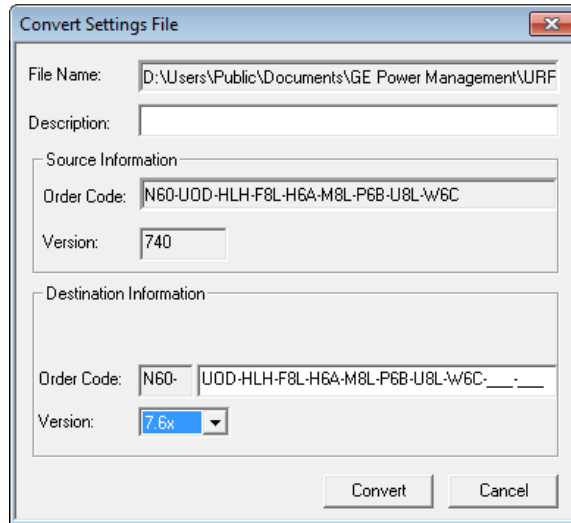 Convert Settings File
File Name: D:\Users\Public\Documents\GE Power Management\URF
Description:
Source Information
Order Code: N60-UOD-HLH-F8L-H6A-M8L-P6B-U8L-W6C
Version: 740
Destination Information
Order Code: N60- UOD-HLH-F8L-H6A-M8L-P6B-U8L-W6C-___-___
Version: 7.6x
Convert Cancel